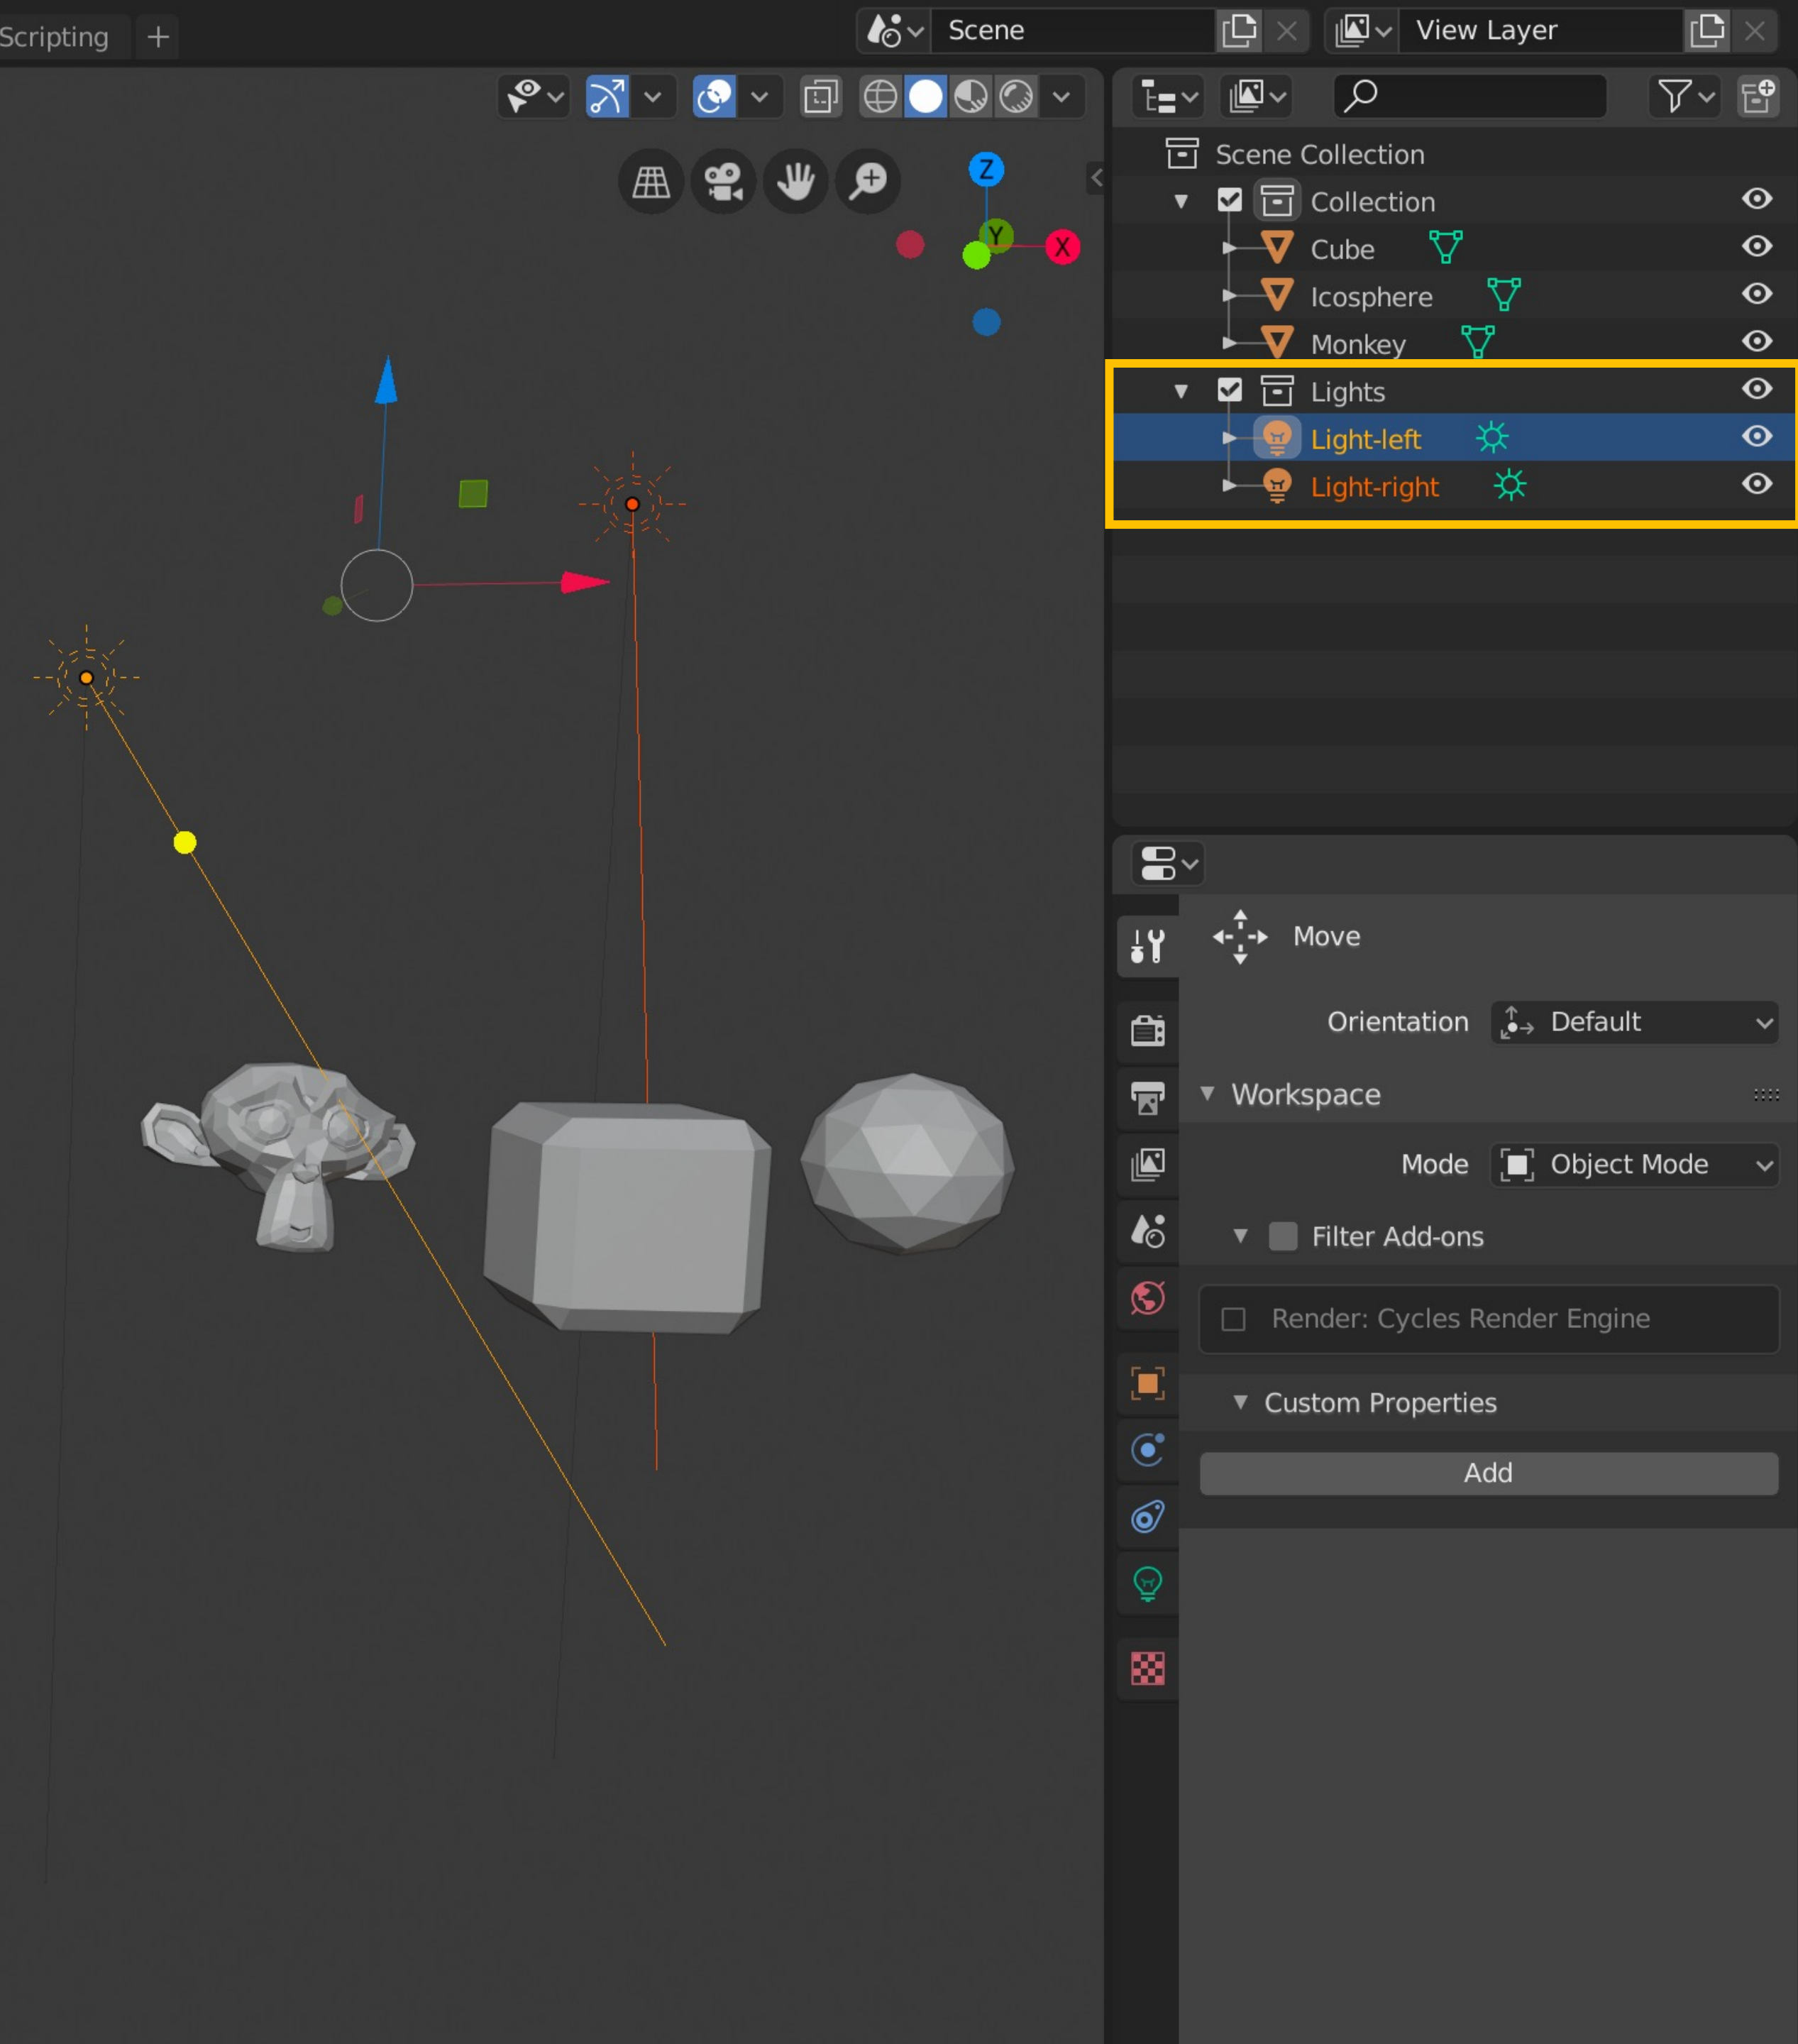 Scripting +
Scene
View Layer
Z
Y
X
Scene Collection
Collection
Cube
Icosphere
Monkey
Lights
Light-left
Light-right
Move
Orientation Default
Workspace
Mode Object Mode
Filter Add-ons
Render: Cycles Render Engine
Custom Properties
Add